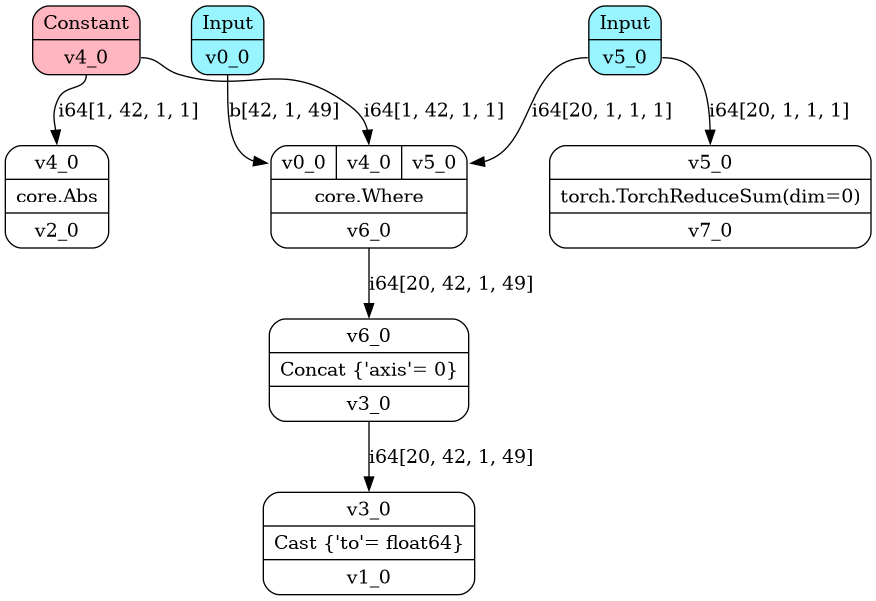 Constant
v4_0
Input
v0_0
Input
v5_0
i64[1, 42, 1, 1]
b[42, 1, 49]
i64[1, 42, 1, 1]
i64[20, 1, 1, 1]
i64[20, 1, 1, 1]
v4_0
core.Abs
v2_0
v0_0 v4_0 v5_0
core.Where
v6_0
v5_0
torch.TorchReduceSum(dim=0)
v7_0
i64[20, 42, 1, 49]
v6_0
Concat {'axis'= 0}
v3_0
i64[20, 42, 1, 49]
v3_0
Cast {'to'= float64}
v1_0